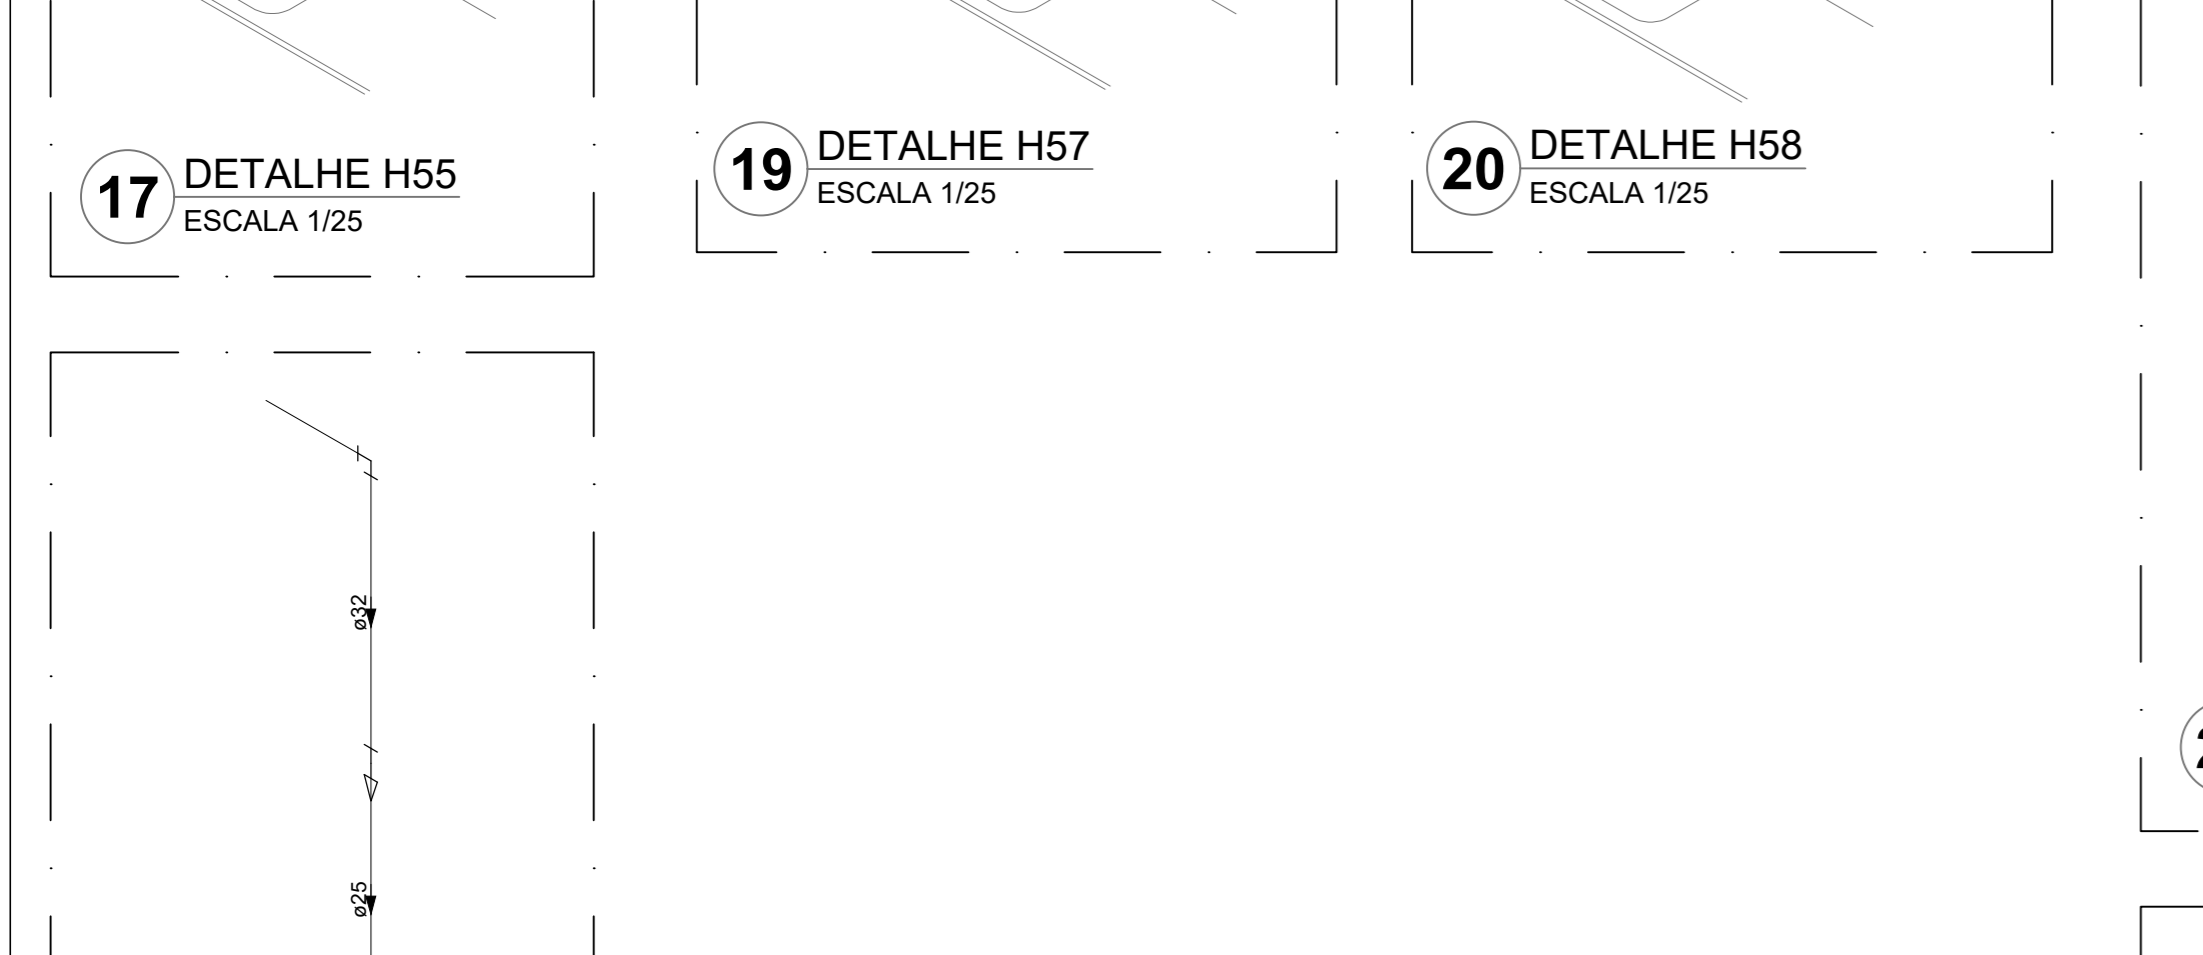 17
DETALHE H55
ESCALA 1/25
19
DETALHE H57
ESCALA 1/25
20
DETALHE H58
ESCALA 1/25
ø32
ø25